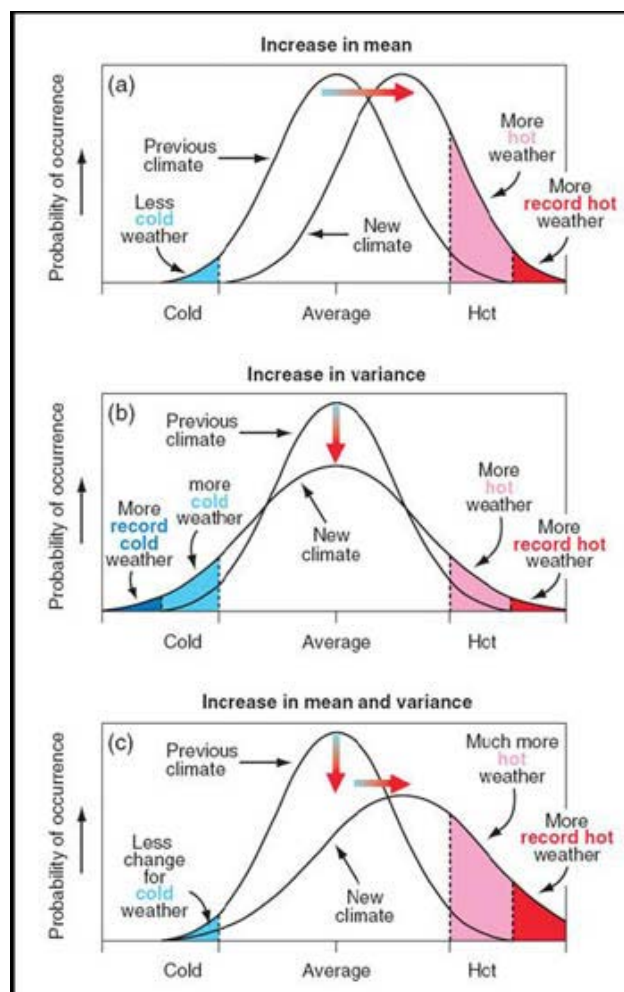 Increase in mean
(a)
Previous
climate
Less
cold
weather
New
climate
More
hot
weather
More
record hot
weather
Probability of occurrence
Cold
Average
Hct
Increase in variance
(b)
Previous
climate
more
cold
weather
More
record
cold
weather
New
climate
More
hot
weather
More
record hot
weather
Probability of occurrence
Cold
Average
Hct
Increase in mean and variance
(c)
Previous
climate
Less
change
for
cold
weather
New
climate
Much more
hot
weather
More
record hot
weather
Probability of occurrence
Cold
Average
Hct